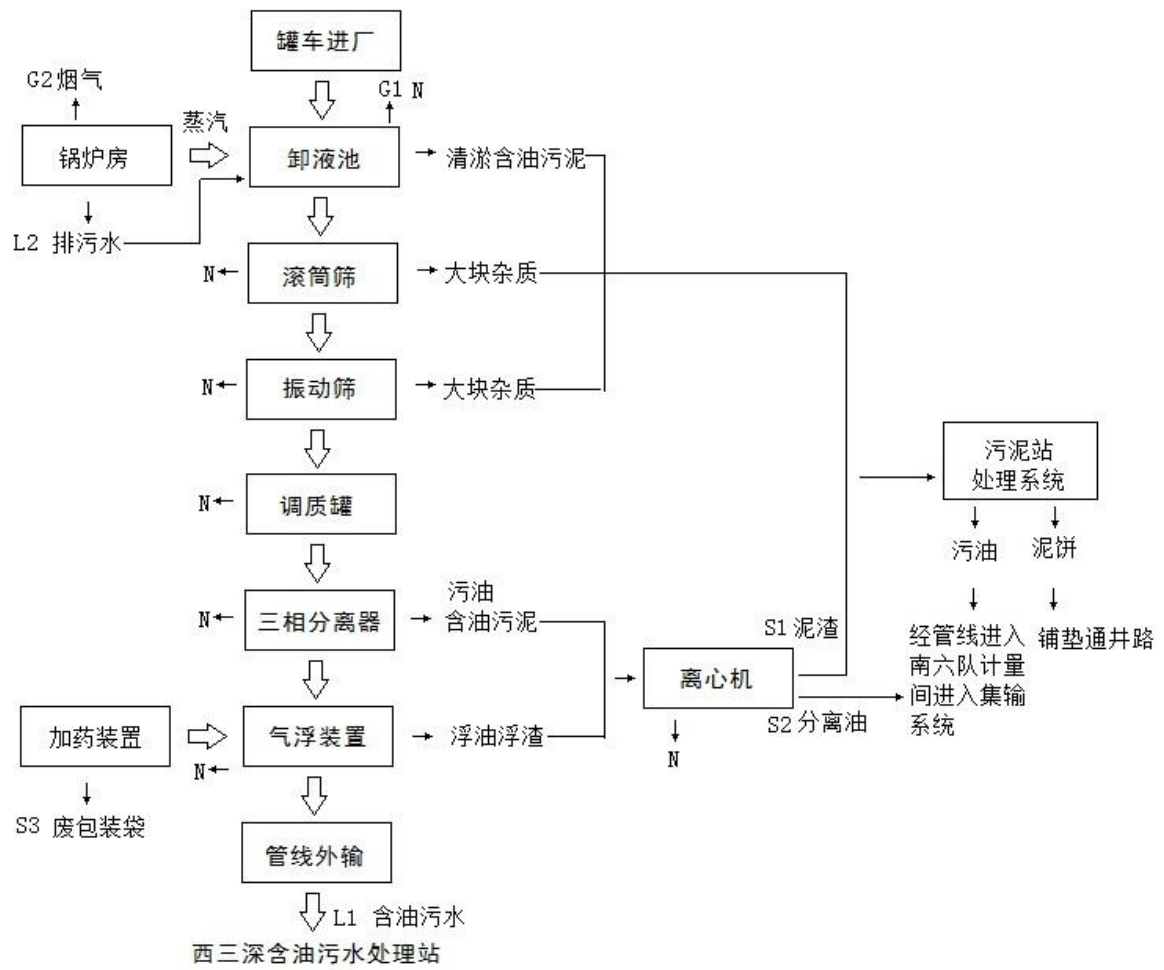 罐车进厂
G2烟气
G1 N
蒸汽
锅炉房
卸液池
清淤含油污泥
L2 排污水
N
滚筒筛
大块杂质
N
振动筛
大块杂质
污泥站
处理系统
N
调质罐
污油
泥饼
污油
N
三相分离器
含油污泥
S1泥渣
经管线进入
南六队计量
间进入集输
系统
铺垫通井路
离心机
S2分离油
加药装置
气浮装置
浮油浮渣
N
N
S3 废包装袋
管线外输
L1 含油污水
西三深含油污水处理站